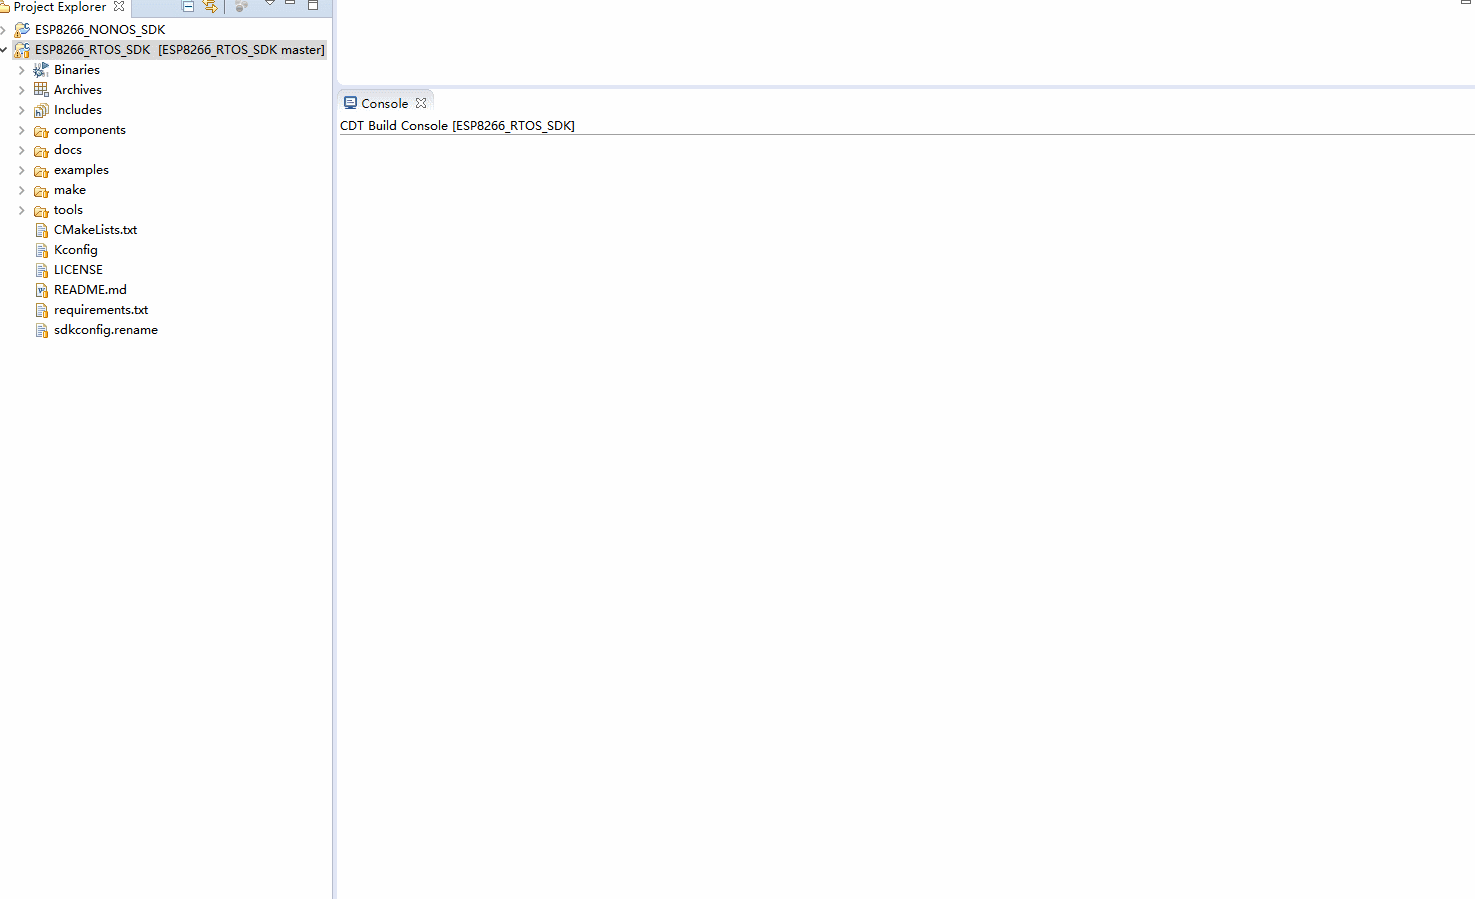 Project Explorer
ESP8266_NONOS_SDK
ESP8266_RTOS_SDK [ESP8266_RTOS_SDK master]
Binaries
Archives
Includes
components
docs
examples
make
tools
CMakeLists.txt
Kconfig
LICENSE
README.md
requirements.txt
sdkconfig.rename
Console
CDT Build Console [ESP8266_RTOS_SDK]